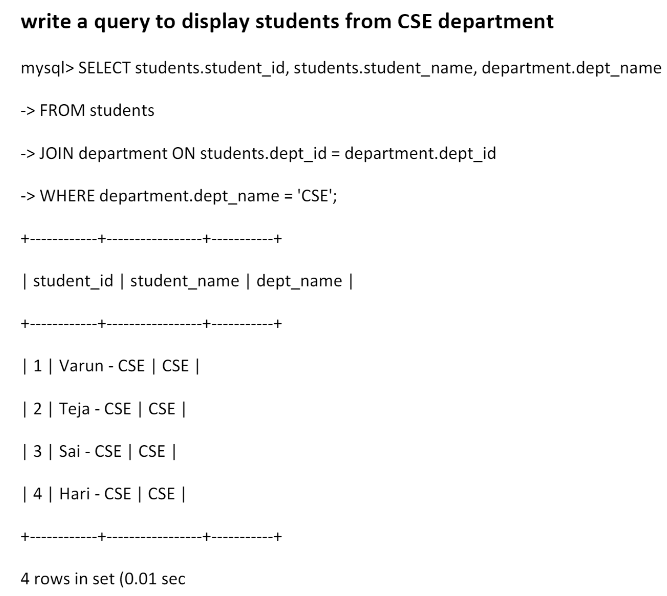 write a query to display students from CSE department
mysql> SELECT students.student_id, students.student_name, department.dept_name
-> FROM students
-> JOIN department ON students.dept_id = department.dept_id
-> WHERE department.dept_name = 'CSE';
+------------+-----------------+-----------+
| student_id | student_name | dept_name |
+------------+-----------------+-----------+
| 1 | Varun - CSE | CSE |
| 2 | Teja - CSE | CSE |
| 3 | Sai - CSE | CSE |
| 4 | Hari - CSE | CSE |
+------------+-----------------+-----------+
4 rows in set (0.01 sec